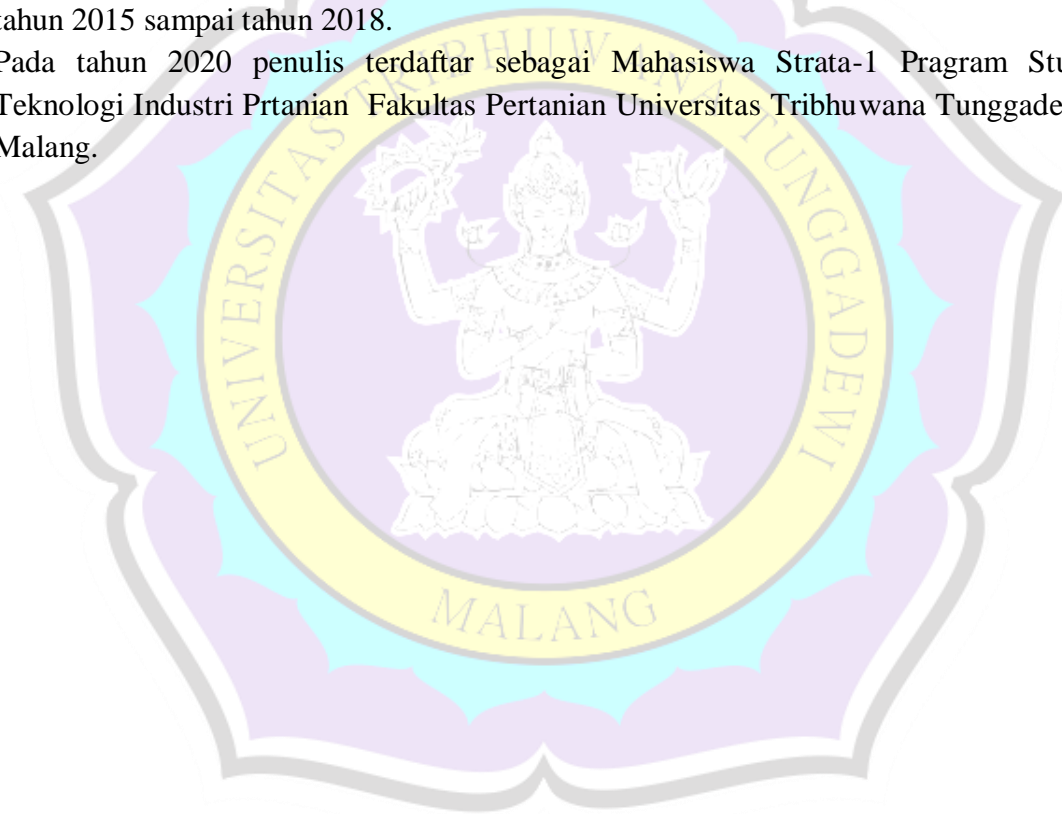 tahun 2015 sampai tahun 2018.
Pada tahun 2020 penulis terdaftar sebagai Mahasiswa Strata-1 Pragram Stu
Teknologi Industri Prtanian Fakultas Pertanian Universitas Tribhuwana Tunggade
Malang.
UNIVERSITAS TRIBHUWANA TUNGGADEWI
MALANG